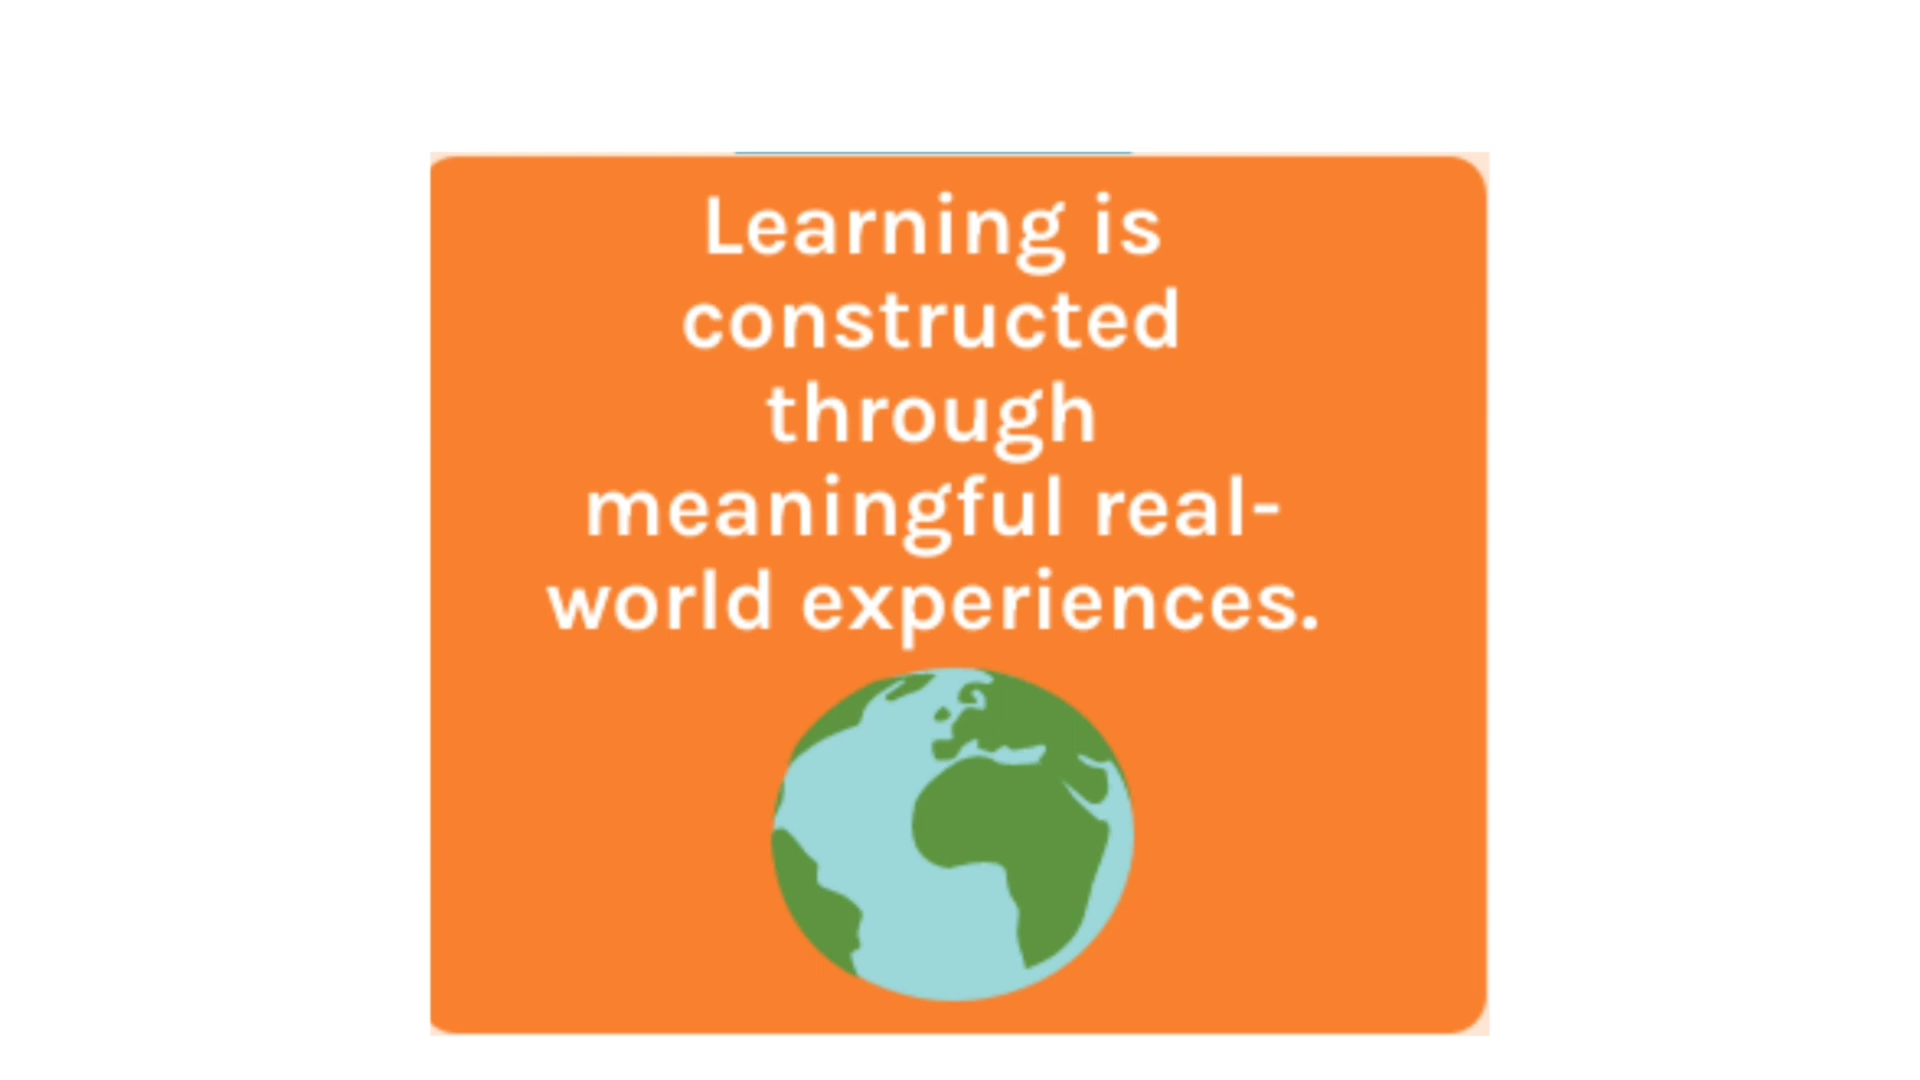 Learning is
constructed
through
meaningful real-
world experiences.